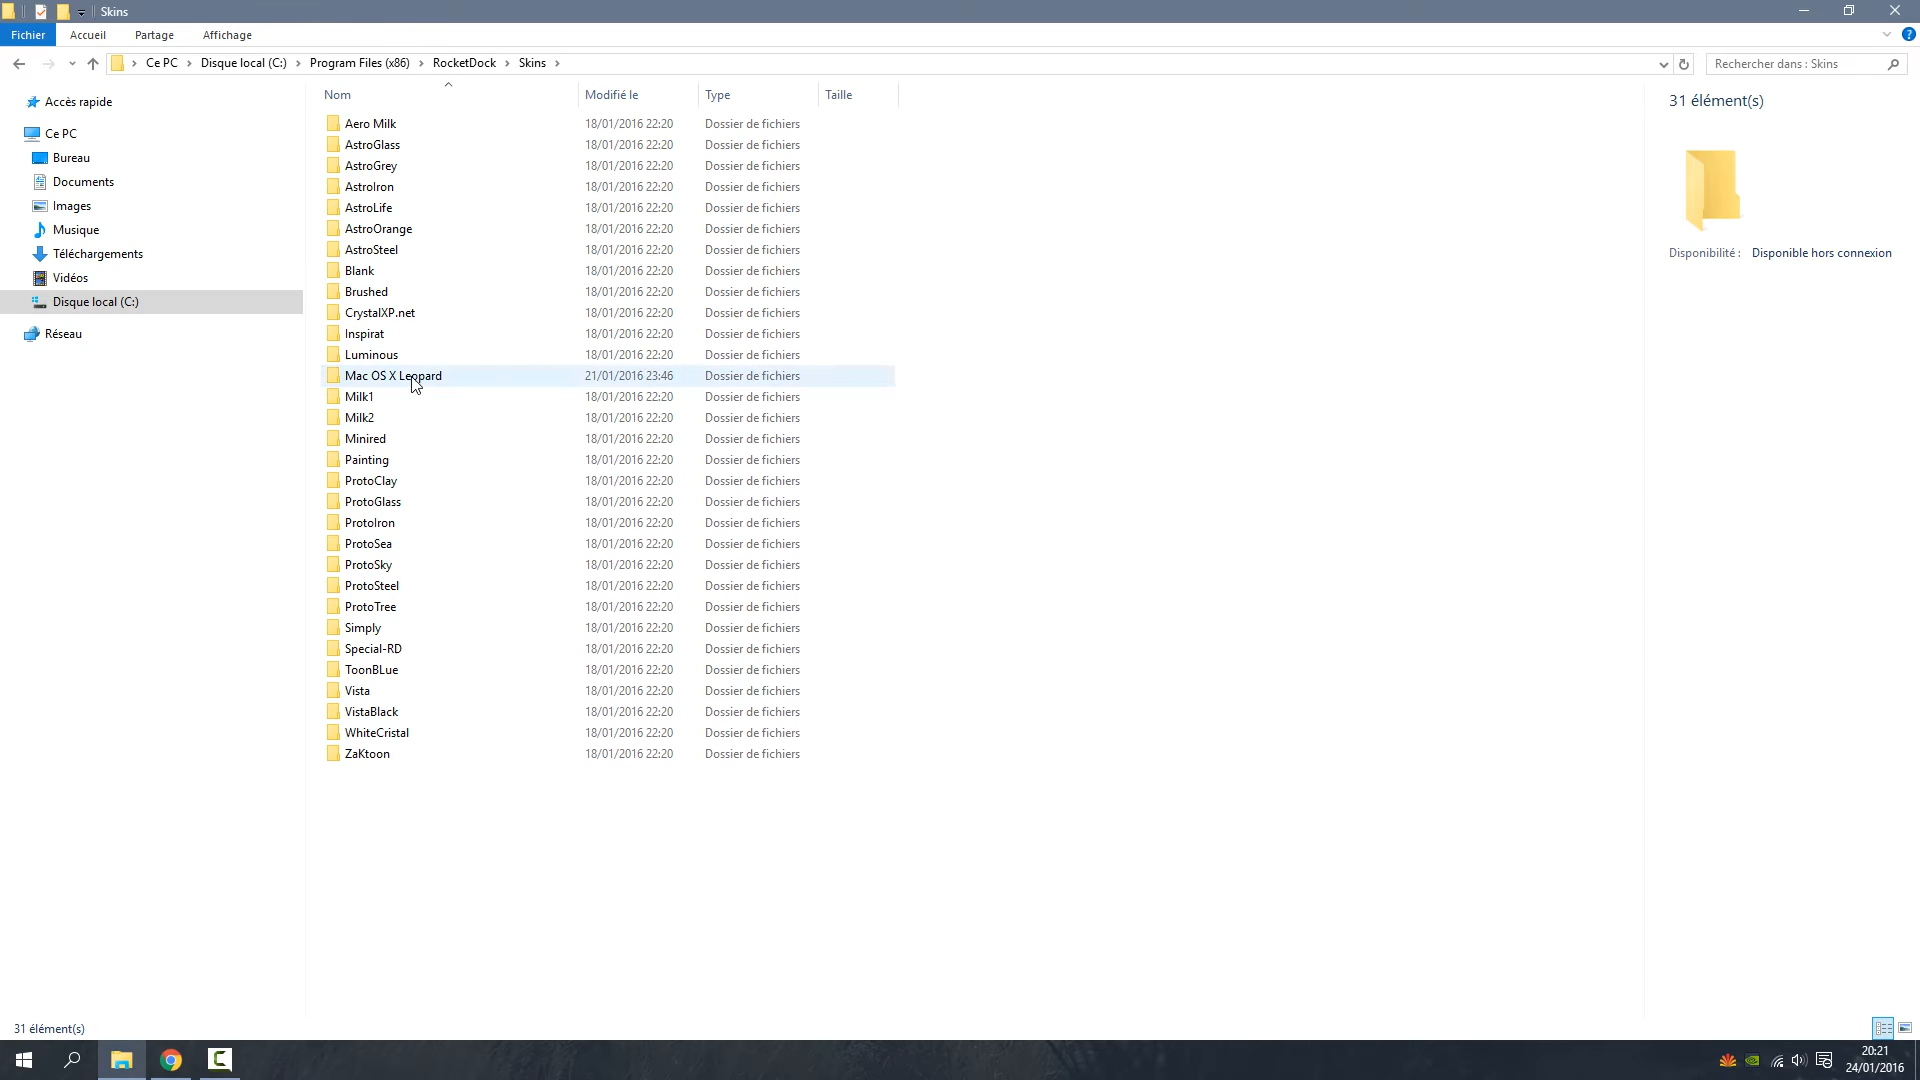 Skins
Fichier Accueil Partage Affichage
Ce PC Disque local (C:) Program Files (x86) RocketDock Skins
Rechercher dans : Skins
Accès rapide
Ce PC
Bureau
Documents
Images
Musique
Téléchargements
Vidéos
Disque local (C:)
Réseau
Nom Modifié le Type Taille
Aero Milk 18/01/2016 22:20 Dossier de fichiers
AstroGlass 18/01/2016 22:20 Dossier de fichiers
AstroGrey 18/01/2016 22:20 Dossier de fichiers
AstroIron 18/01/2016 22:20 Dossier de fichiers
AstroLife 18/01/2016 22:20 Dossier de fichiers
AstroOrange 18/01/2016 22:20 Dossier de fichiers
AstroSteel 18/01/2016 22:20 Dossier de fichiers
Blank 18/01/2016 22:20 Dossier de fichiers
Brushed 18/01/2016 22:20 Dossier de fichiers
CrystalXP.net 18/01/2016 22:20 Dossier de fichiers
Inspirat 18/01/2016 22:20 Dossier de fichiers
Luminous 18/01/2016 22:20 Dossier de fichiers
Mac OS X Leopard 21/01/2016 23:46 Dossier de fichiers
Milk1 18/01/2016 22:20 Dossier de fichiers
Milk2 18/01/2016 22:20 Dossier de fichiers
Minired 18/01/2016 22:20 Dossier de fichiers
Painting 18/01/2016 22:20 Dossier de fichiers
ProtoClay 18/01/2016 22:20 Dossier de fichiers
ProtoGlass 18/01/2016 22:20 Dossier de fichiers
ProtoIron 18/01/2016 22:20 Dossier de fichiers
ProtoSea 18/01/2016 22:20 Dossier de fichiers
ProtoSky 18/01/2016 22:20 Dossier de fichiers
ProtoSteel 18/01/2016 22:20 Dossier de fichiers
ProtoTree 18/01/2016 22:20 Dossier de fichiers
Simply 18/01/2016 22:20 Dossier de fichiers
Special-RD 18/01/2016 22:20 Dossier de fichiers
ToonBLue 18/01/2016 22:20 Dossier de fichiers
Vista 18/01/2016 22:20 Dossier de fichiers
VistaBlack 18/01/2016 22:20 Dossier de fichiers
WhiteCristal 18/01/2016 22:20 Dossier de fichiers
ZaKtoon 18/01/2016 22:20 Dossier de fichiers
31 élément(s)
Disponibilité : Disponible hors connexion
31 élément(s)
20:21
24/01/2016